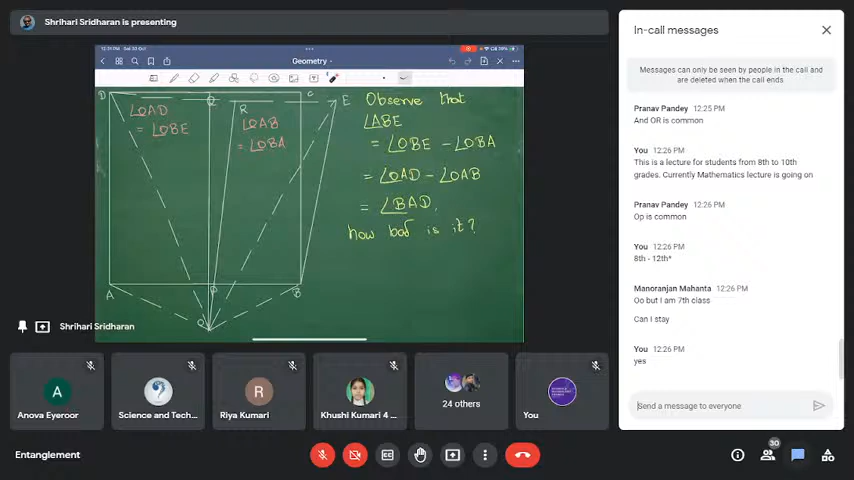 Shrihari Sridharan is presenting
Geometry
D
Q
R
C
E
∠OAD
= ∠OBE
∠OAB
= ∠OBA
Observe that
∠ABE
= ∠OBE - ∠OBA
= ∠OAD - ∠OAB
= ∠BAD.
how bad is it?
A
P
B
O
Shrihari Sridharan
A
Anova Eyeroor
Science and Tech...
R
Riya Kumari
Khushi Kumari 4 ...
24 others
You
Entanglement
30
In-call messages
Messages can only be seen by people in the call and
are deleted when the call ends
Pranav Pandey 12:25 PM
And OR is common
You 12:26 PM
This is a lecture for students from 8th to 10th
grades. Currently Mathematics lecture is going on
Pranav Pandey 12:26 PM
Op is common
You 12:26 PM
8th - 12th*
Manoranjan Mahanta 12:26 PM
Oo but I am 7th class
Can I stay
You 12:26 PM
yes
Send a message to everyone